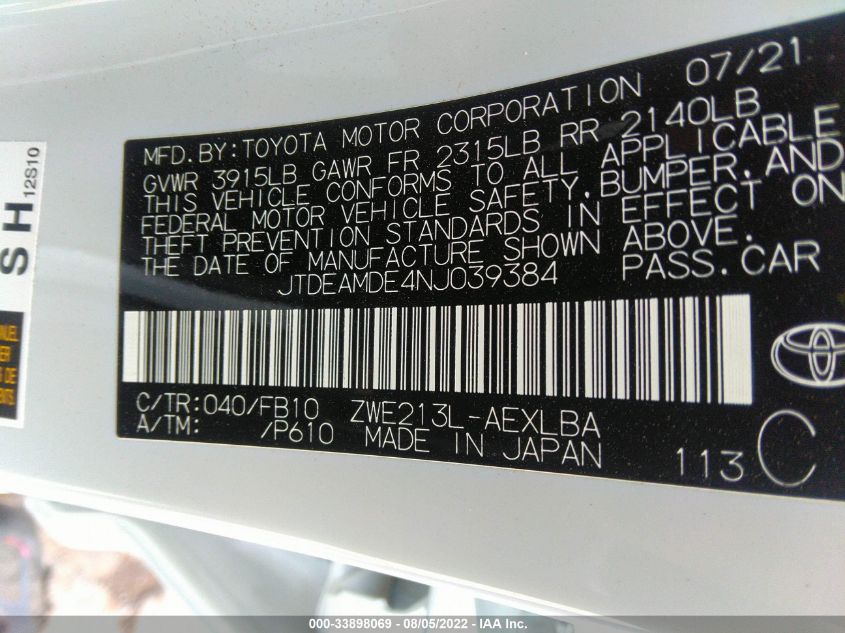 MFD.BY:TOYOTA MOTOR CORPORATION 07/21
GVWR 3915LB GAWR FR 2315LB RR 2140LB
THIS VEHICLE CONFORMS TO ALL APPLICABLE
FEDERAL MOTOR VEHICLE SAFETY,BUMPER,AND
THEFT PREVENTION STANDARDS IN EFFECT ON
THE DATE OF MANUFACTURE SHOWN ABOVE.
JTDEAMDE4NJ039384 PASS.CAR
C/TR:040/FB10 ZWE213L-AEXLBA
A/TM: /P610 MADE IN JAPAN
113 C
SH
12S10
DE
000-33898069 - 08/05/2022 - IAA Inc.